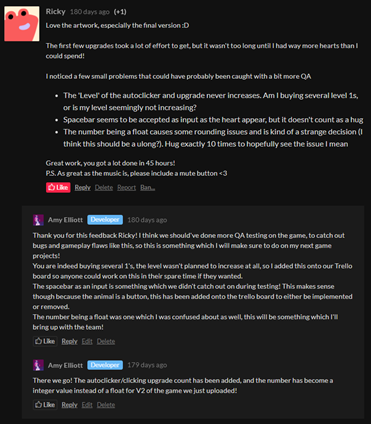 Ricky 180 days ago (+1)
Love the artwork, especially the final version :D
The first few upgrades took a lot of effort to get, but it wasn't too long until I had way more hearts than I
could spend!
I noticed a few small problems that could have probably been caught with a bit more QA
• The 'Level' of the autoclicker and upgrade never increases. Am I buying several level 1s,
or is my level seemingly not increasing?
• Spacebar seems to be accepted as input as the heart appear, but it doesn't count as a hug
• The number being a float causes some rounding issues and is kind of a strange decision (I
think this should be a along?). Hug exactly 10 times to hopefully see the issue I mean
Great work, you got a lot done in 45 hours!
P.S. As great as the music is, please include a mute button <3
Like Reply Delete Report Ban...
Amy Elliott Developer 180 days ago
Thank you for this feedback Ricky! I think we should've done more QA testing on the game, to catch out
bugs and gameplay flaws like this, so this is something which I will make sure to do on my next game
projects!
You are indeed buying several 1's, the level wasn't planned to increase at all, so I added this onto our Trello
board so anyone could work on this in their spare time if they wanted.
The spacebar as an input is something which we didn't catch out on during testing! This makes sense
though because the animal is a button, this has been added onto the trello board to either be implemented
or removed.
The number being a float was one which I was confused about as well, this will be something which I'll
bring up with the team!
Like Reply Edit Delete
Amy Elliott Developer 179 days ago
There we go! The autoclicker/clicking upgrade count has been added, and the number has become a
integer value instead of a float for V2 of the game we just uploaded!
Like Reply Edit Delete